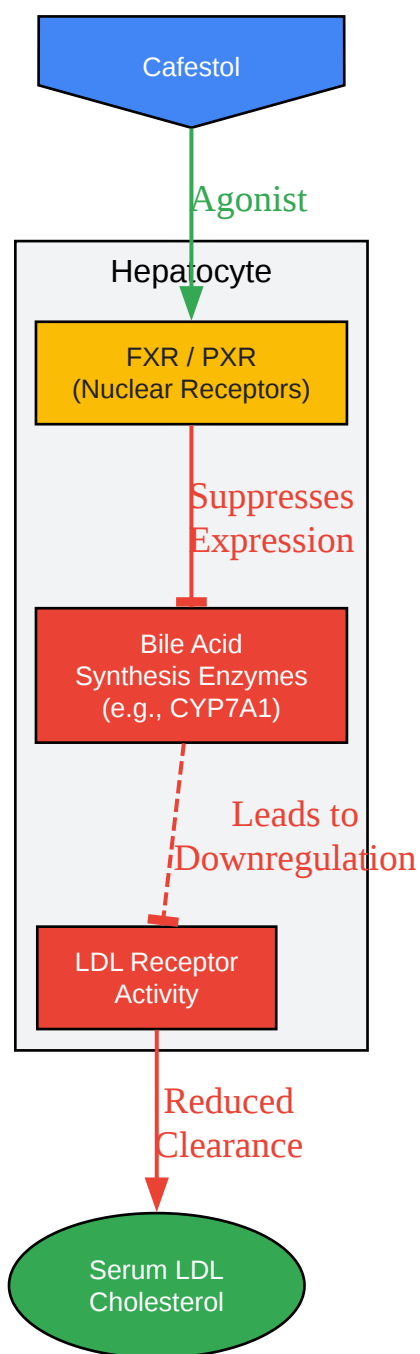 Cafestol
Agonist
Hepatocyte
FXR / PXR
(Nuclear Receptors)
Suppresses
Expression
Bile Acid
Synthesis Enzymes
(e.g., CYP7A1)
Leads to
Downregulation
LDL Receptor
Activity
Reduced
Clearance
Serum LDL
Cholesterol